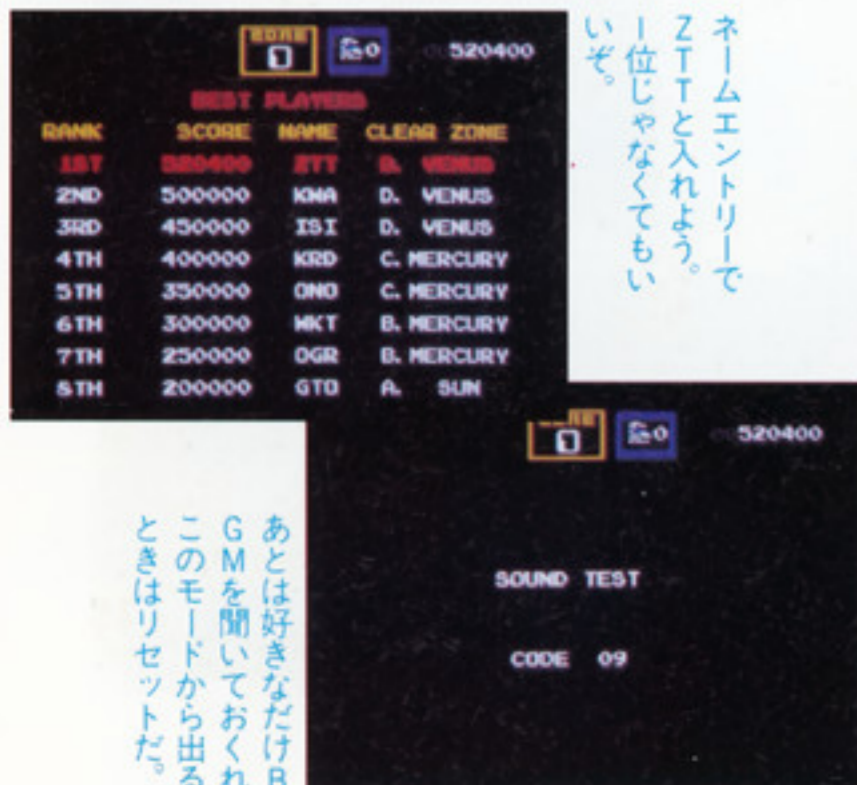 ネームエントリーで
ZTTと入れよう。
一位じゃなくてもい
いぞ。
ZONE 1 0 520400
BEST PLAYERS
RANK SCORE NAME CLEAR ZONE
1ST 520400 ZTT D. VENUS
2ND 500000 KWA D. VENUS
3RD 450000 ISI D. VENUS
4TH 400000 KRD C. MERCURY
5TH 350000 ONO C. MERCURY
6TH 300000 WKT B. MERCURY
7TH 250000 OGR B. MERCURY
8TH 200000 GTO A. SUN
1 0 520400
SOUND TEST
CODE 09
あとは好きなだけB
GMを聞いておくれ
このモードから出る
ときはリセットだ。